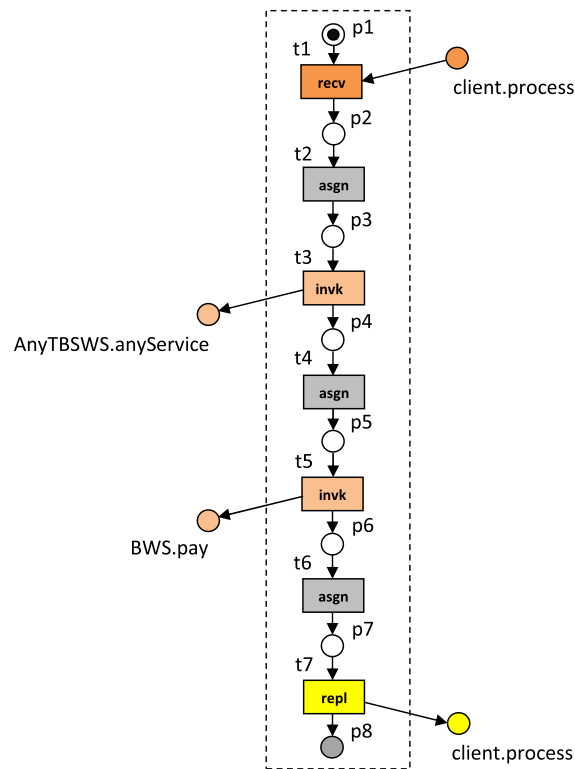 p1
t1
recv
client.process
p2
t2
asgn
p3
t3
invk
p4
AnyTBSWS.anyService
t4
asgn
p5
t5
invk
p6
BWS.pay
t6
asgn
p7
t7
repl
p8
client.process